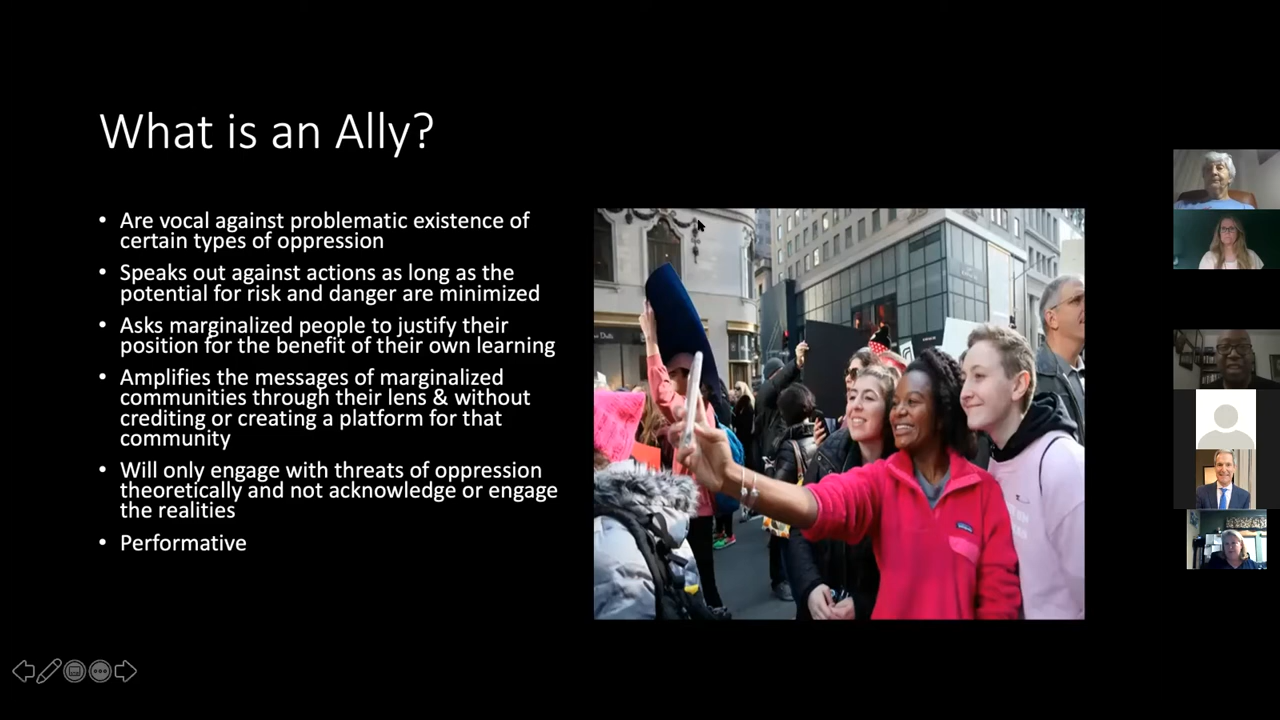 What is an Ally?
• Are vocal against problematic existence of
certain types of oppression
• Speaks out against actions as long as the
potential for risk and danger are minimized
• Asks marginalized people to justify their
position for the benefit of their own learning
• Amplifies the messages of marginalized
communities through their lens & without
crediting or creating a platform for that
community
• Will only engage with threats of oppression
theoretically and not acknowledge or engage
the realities
• Performative